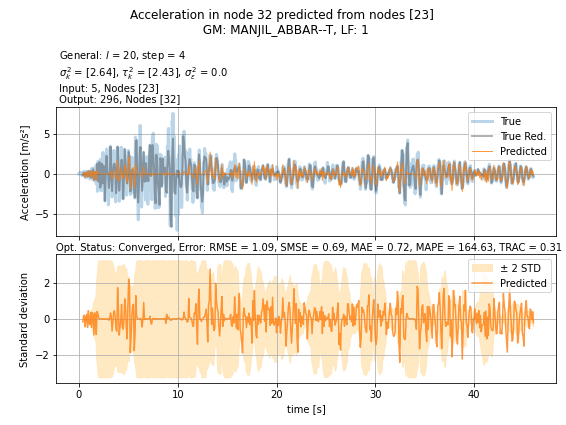 Acceleration in node 32 predicted from nodes [23]
GM: MANJIL_ABBAR--T, LF: 1
General: l = 20, step = 4
σ²ₖ = [2.64], τ²ₖ = [2.43], σ²ε = 0.0
Input: 5, Nodes [23]
Output: 296, Nodes [32]
Acceleration [m/s²]
5
0
−5
True
True Red.
Predicted
Opt. Status: Converged, Error: RMSE = 1.09, SMSE = 0.69, MAE = 0.72, MAPE = 164.63, TRAC = 0.31
Standard deviation
2
0
−2
± 2 STD
Predicted
0 10 20 30 40
time [s]